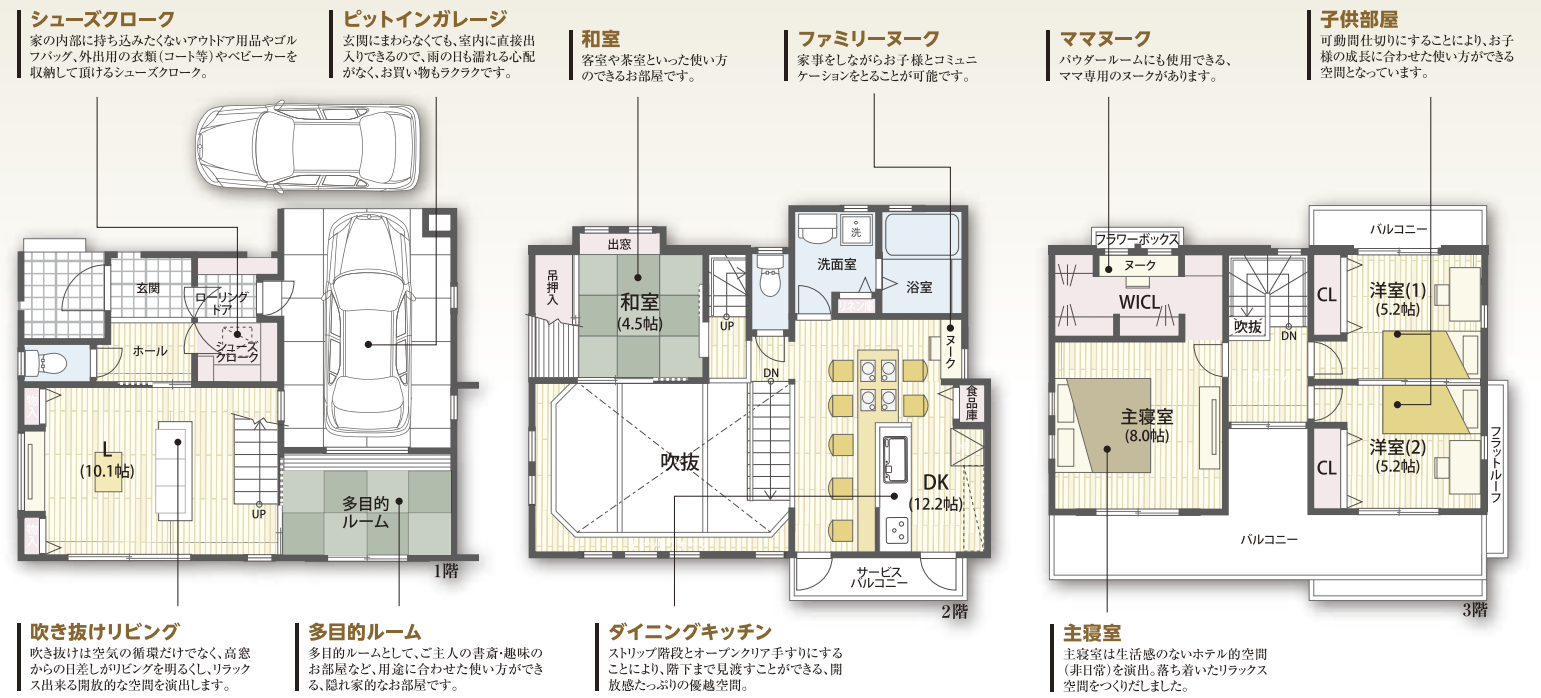 シューズクローク
家の内部に持ち込みたくないアウトドア用品やゴル
フバッグ、外出用の衣類(コート等)やベビーカーを
収納して頂けるシューズクローク。
ピットインガレージ
玄関にまわらなくても、室内に直接出
入りできるので、雨の日も濡れる心配
がなく、お買い物もラクラクです。
和室
客室や茶室といった使い方
のできるお部屋です。
ファミリーヌーク
家事をしながらお子様とコミュニ
ケーションをとることが可能です。
ママヌーク
パウダールームにも使用できる、
ママ専用のヌークがあります。
子供部屋
可動間仕切りにすることにより、お子
様の成長に合わせた使い方ができる
空間となっています。
玄関
ローリング
ドア
ホール
シューズ
クローク
L
(10.1帖)
UP
多目的
ルーム
1階
出窓
吊押入
和室
(4.5帖)
UP
洗面室
洗
浴室
ヌーク
DN
食品庫
吹抜
DK
(12.2帖)
サービス
バルコニー
2階
フラワーボックス
ヌーク
WICL
吹抜
DN
バルコニー
CL
洋室(1)
(5.2帖)
主寝室
(8.0帖)
CL
洋室(2)
(5.2帖)
フラットルーフ
バルコニー
3階
吹き抜けリビング
吹き抜けは空気の循環だけでなく、高窓
からの日差しがリビングを明るくし、リラック
ス出来る開放的な空間を演出します。
多目的ルーム
多目的ルームとして、ご主人の書斎・趣味の
お部屋など、用途に合わせた使い方ができ
る、隠れ家的なお部屋です。
ダイニングキッチン
ストリップ階段とオープンクリア手すりにする
ことにより、階下まで見渡すことができる、開
放感たっぷりの優越空間。
主寝室
主寝室は生活感のないホテル的空間
(非日常)を演出。落ち着いたリラックス
空間をつくりだしました。